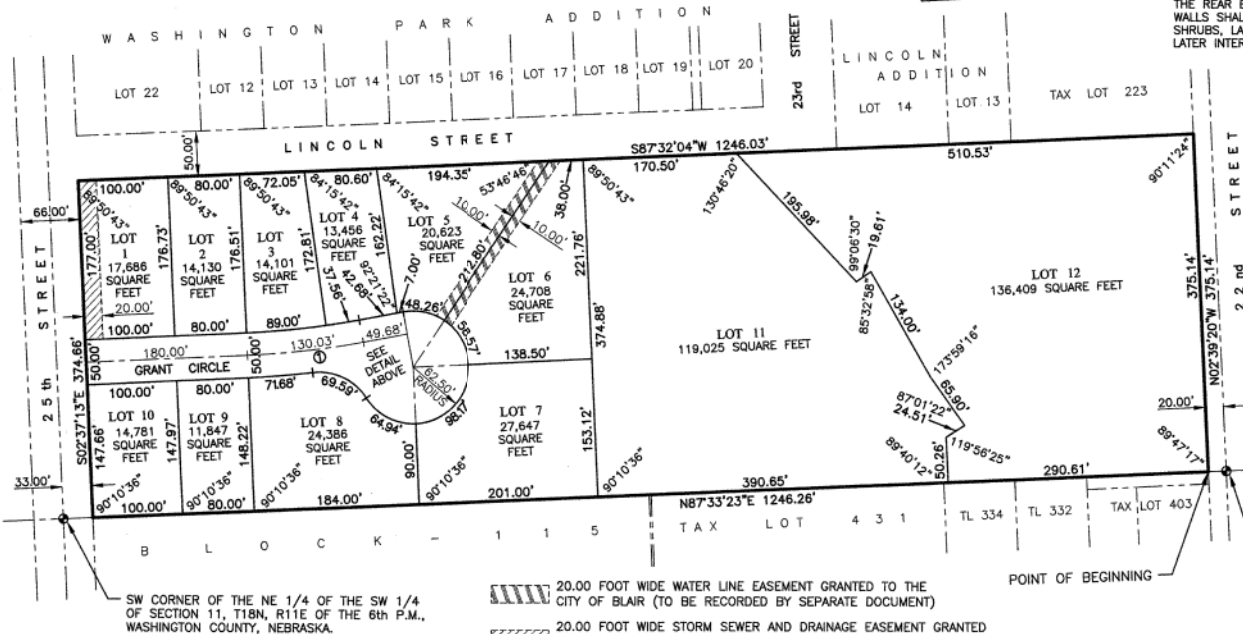 THE REAR
WALLS
SHRUBS,
LATER
WASHINGTON PARK ADDITION
LOT 22
LOT 12
LOT 13
LOT 14
LOT 15
LOT 16
LOT 17
LOT 18
LOT 19
LOT 20
23rd STREET
LINCOLN
ADDITION
LOT 14
LOT 13
TAX LOT 223
50.00'
LINCOLN STREET
S87'32'04"W 1246.03'
100.00'
80.00'
72.05'
80.60'
194.35'
170.50'
510.53'
89'50'43"
89'50'43"
89'50'43"
84'15'42"
84'15'42"
53'46'46"
89'50'43"
130'46'20"
90'11'24"
66.00'
25th STREET
S02'37'13"E 374.66'
33.00'
177.00'
LOT
1
17,686
SQUARE
FEET
20.00'
100.00'
176.73'
LOT
2
14,130
SQUARE
FEET
80.00'
176.51'
LOT
3
14,101
SQUARE
FEET
89.00'
172.81'
LOT 4
13,456
SQUARE
FEET
37.56'
42.68'
92'21'22"
162.22'
7.00'
LOT 5
20,623
SQUARE
FEET
10.00'
10.00'
212.80'
48.26'
38.00'
221.76'
LOT 6
24,708
SQUARE
FEET
58.57'
138.50'
374.88'
50.00'
180.00'
GRANT CIRCLE
50.00'
130.03'
1
49.68'
SEE
DETAIL
ABOVE
62.50'
RADIUS
100.00'
80.00'
71.68'
69.59'
64.94'
98.17'
LOT 10
14,781
SQUARE
FEET
147.66'
90'10'36"
100.00'
147.97'
LOT 9
11,847
SQUARE
FEET
90'10'36"
80.00'
148.22'
LOT 8
24,386
SQUARE
FEET
90'10'36"
184.00'
90.00'
LOT 7
27,647
SQUARE
FEET
90'10'36"
201.00'
153.12'
LOT 11
119,025 SQUARE FEET
195.98'
99'06'30"
19.61'
85'32'58"
134.00'
173'59'16"
65.90'
87'01'22"
24.51'
119'56'25"
50.26'
89'40'12"
LOT 12
136,409 SQUARE FEET
375.14'
N02'39'20"W 375.14'
22nd STREET
20.00'
89'47'17"
390.65'
290.61'
N87'33'23"E 1246.26'
BLOCK - 115
TAX LOT 431
TL 334
TL 332
TAX LOT 403
POINT OF BEGINNING
SW CORNER OF THE NE 1/4 OF THE SW 1/4
OF SECTION 11, T18N, R11E OF THE 6th P.M.,
WASHINGTON COUNTY, NEBRASKA.
20.00 FOOT WIDE WATER LINE EASEMENT GRANTED TO THE
CITY OF BLAIR (TO BE RECORDED BY SEPARATE DOCUMENT)
20.00 FOOT WIDE STORM SEWER AND DRAINAGE EASEMENT GRANTED